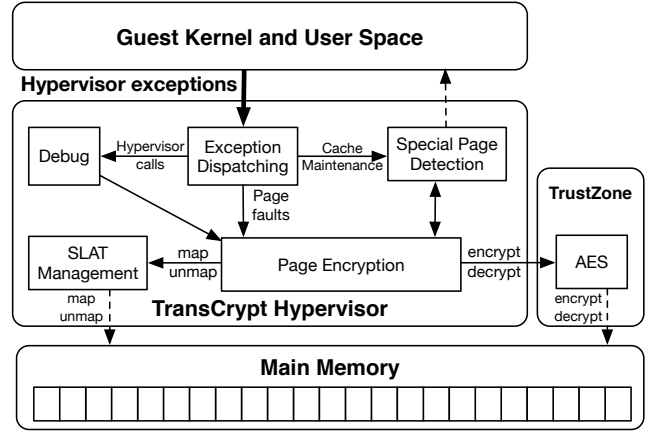 Guest Kernel and User Space
Hypervisor exceptions
Debug
Hypervisor
calls
Exception
Dispatching
Cache
Maintenance
Special Page
Detection
Page
faults
TrustZone
SLAT
Management
map
unmap
Page Encryption
encrypt
decrypt
AES
map
unmap
TransCrypt Hypervisor
encrypt
decrypt
Main Memory